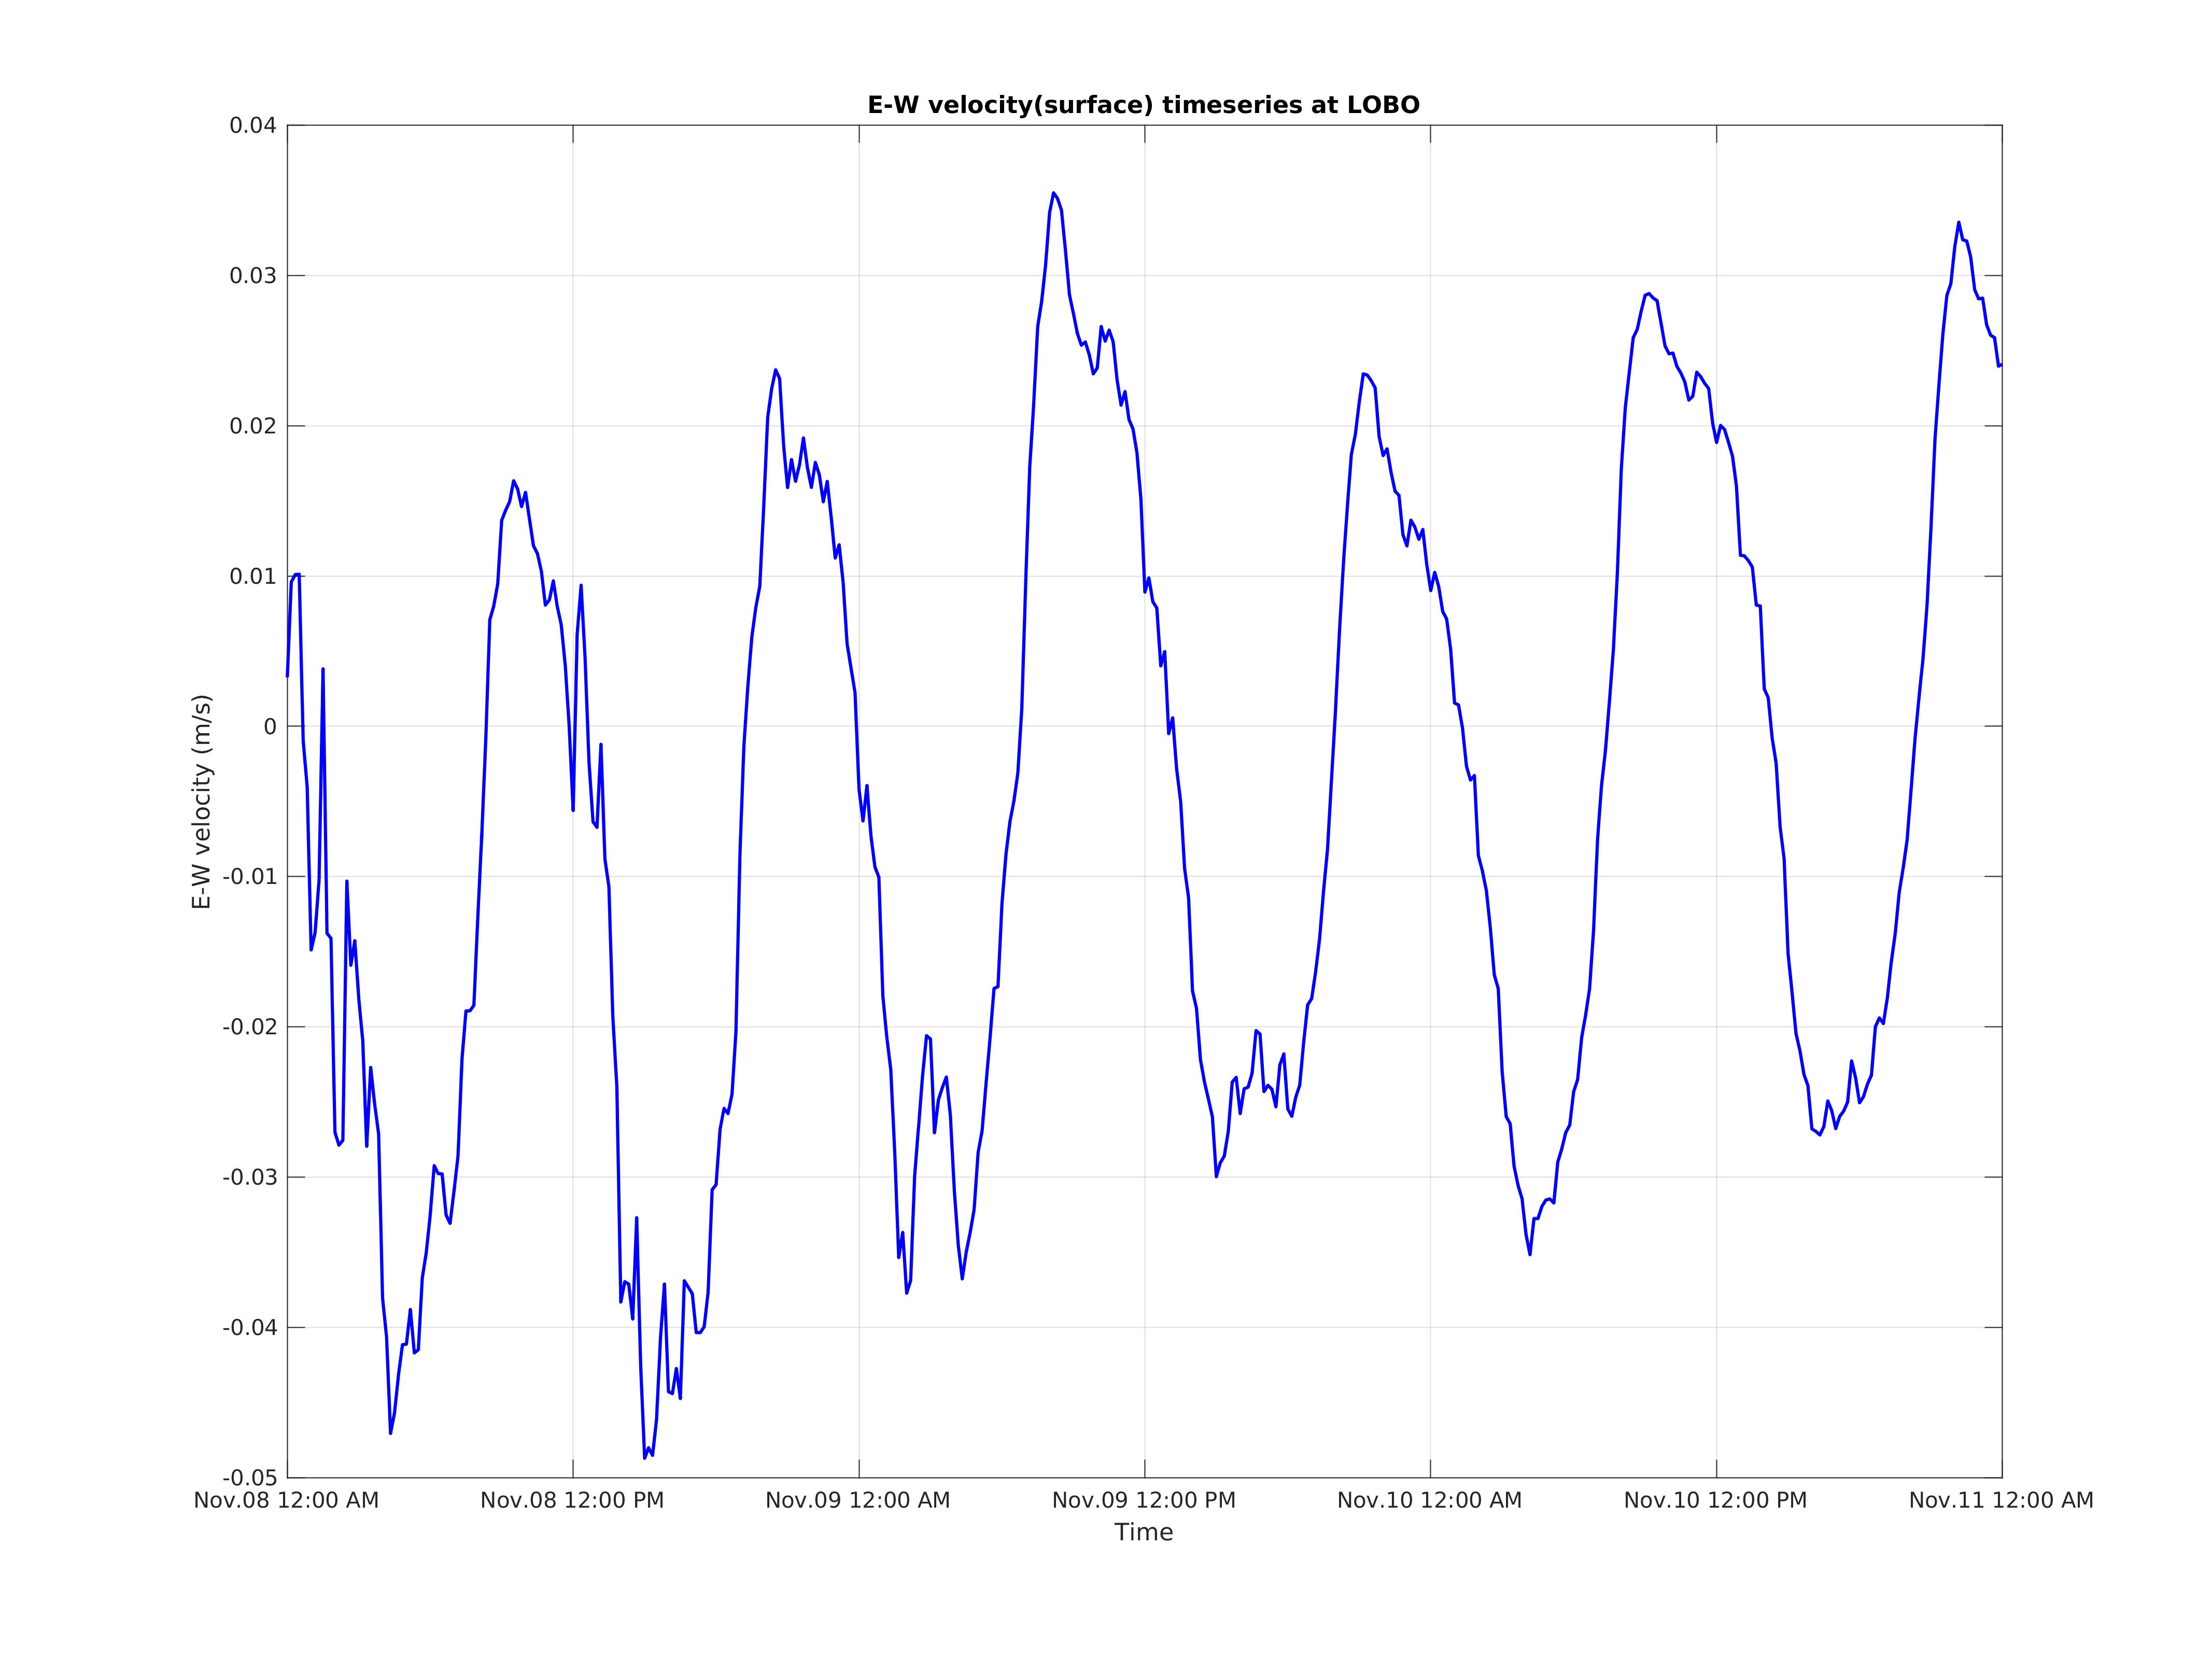 E-W velocity(surface) timeseries at LOBO
0.04
0.03
0.02
0.01
0
-0.01
-0.02
-0.03
-0.04
-0.05
E-W velocity (m/s)
Nov.08 12:00 AM
Nov.08 12:00 PM
Nov.09 12:00 AM
Nov.09 12:00 PM
Nov.10 12:00 AM
Nov.10 12:00 PM
Nov.11 12:00 AM
Time